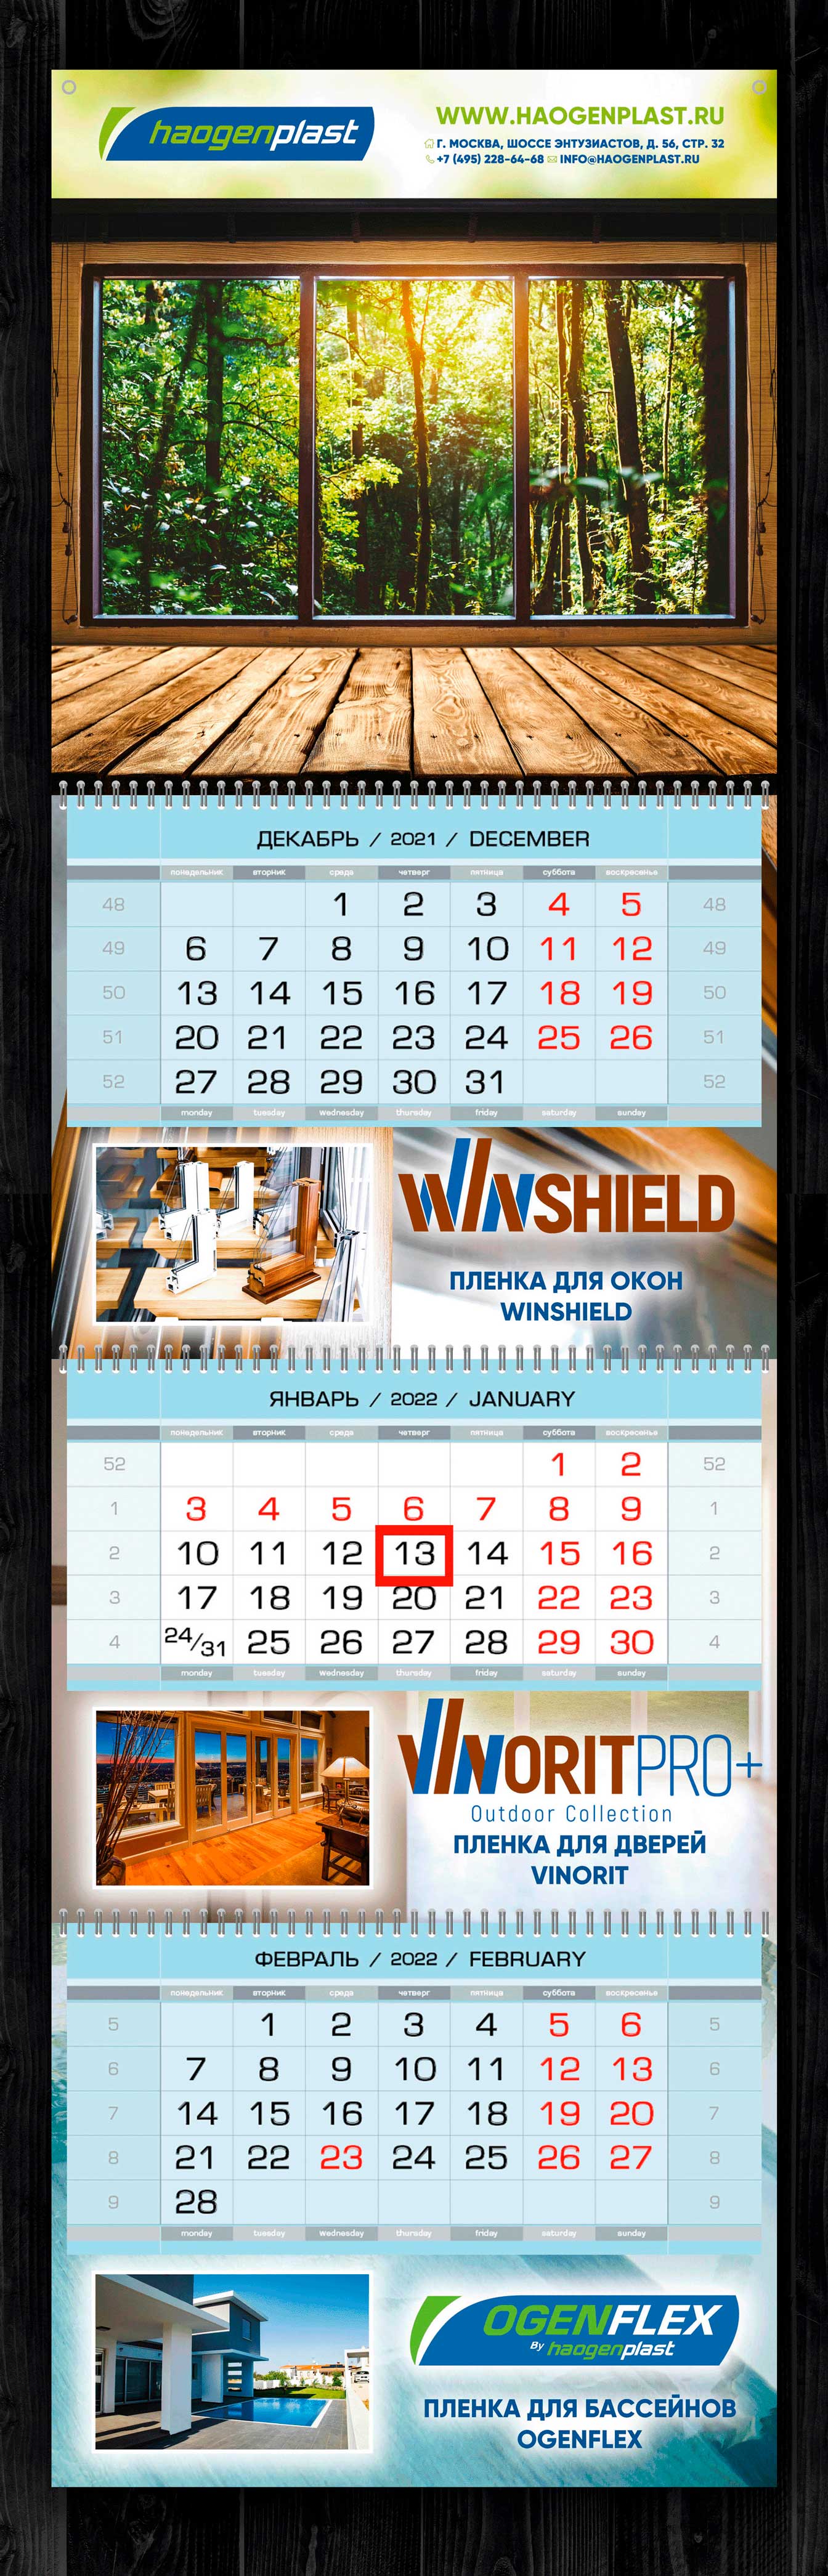 haogenplast
WWW.HAOGENPLAST.RU
Г. МОСКВА, ШОССЕ ЭНТУЗИАСТОВ, Д. 56, СТР. 32
+7 (495) 228-64-68 INFO@HAOGENPLAST.RU
ДЕКАБРЬ / 2021 / DECEMBER
понедельник вторник среда четверг пятница суббота воскресенье
48 1 2 3 4 5 48
49 6 7 8 9 10 11 12 49
50 13 14 15 16 17 18 19 50
51 20 21 22 23 24 25 26 51
52 27 28 29 30 31 52
monday tuesday wednesday thursday friday saturday sunday
WINSHIELD
ПЛЕНКА ДЛЯ ОКОН
WINSHIELD
ЯНВАРЬ / 2022 / JANUARY
понедельник вторник среда четверг пятница суббота воскресенье
52 1 2 52
1 3 4 5 6 7 8 9 1
2 10 11 12 13 14 15 16 2
3 17 18 19 20 21 22 23 3
4 24/31 25 26 27 28 29 30 4
monday tuesday wednesday thursday friday saturday sunday
VINORIT PRO+
Outdoor Collection
ПЛЕНКА ДЛЯ ДВЕРЕЙ
VINORIT
ФЕВРАЛЬ / 2022 / FEBRUARY
понедельник вторник среда четверг пятница суббота воскресенье
5 1 2 3 4 5 6 5
6 7 8 9 10 11 12 13 6
7 14 15 16 17 18 19 20 7
8 21 22 23 24 25 26 27 8
9 28 9
monday tuesday wednesday thursday friday saturday sunday
OGENFLEX
By haogenplast
ПЛЕНКА ДЛЯ БАССЕЙНОВ
OGENFLEX